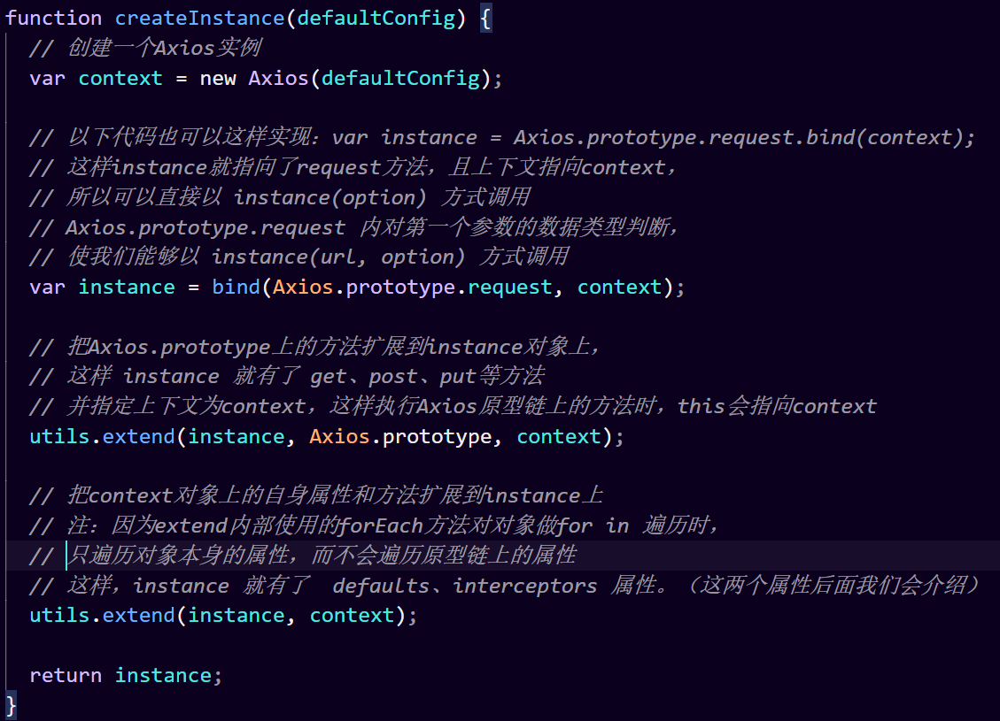 function createInstance(defaultConfig) {
// 创建一个Axios实例
var context = new Axios(defaultConfig);
// 以下代码也可以这样实现：var instance = Axios.prototype.request.bind(context);
// 这样instance就指向了request方法，且上下文指向context，
// 所以可以直接以 instance(option) 方式调用
// Axios.prototype.request 内对第一个参数的数据类型判断，
// 使我们能够以 instance(url, option) 方式调用
var instance = bind(Axios.prototype.request, context);
// 把Axios.prototype上的方法扩展到instance对象上，
// 这样 instance 就有了 get、post、put等方法
// 并指定上下文为context，这样执行Axios原型链上的方法时，this会指向context
utils.extend(instance, Axios.prototype, context);
// 把context对象上的自身属性和方法扩展到instance上
// 注：因为extend内部使用的forEach方法对对象做for in 遍历时，
// 只遍历对象本身的属性，而不会遍历原型链上的属性
// 这样，instance 就有了  defaults、interceptors 属性。（这两个属性后面我们会介绍）
utils.extend(instance, context);
return instance;
}